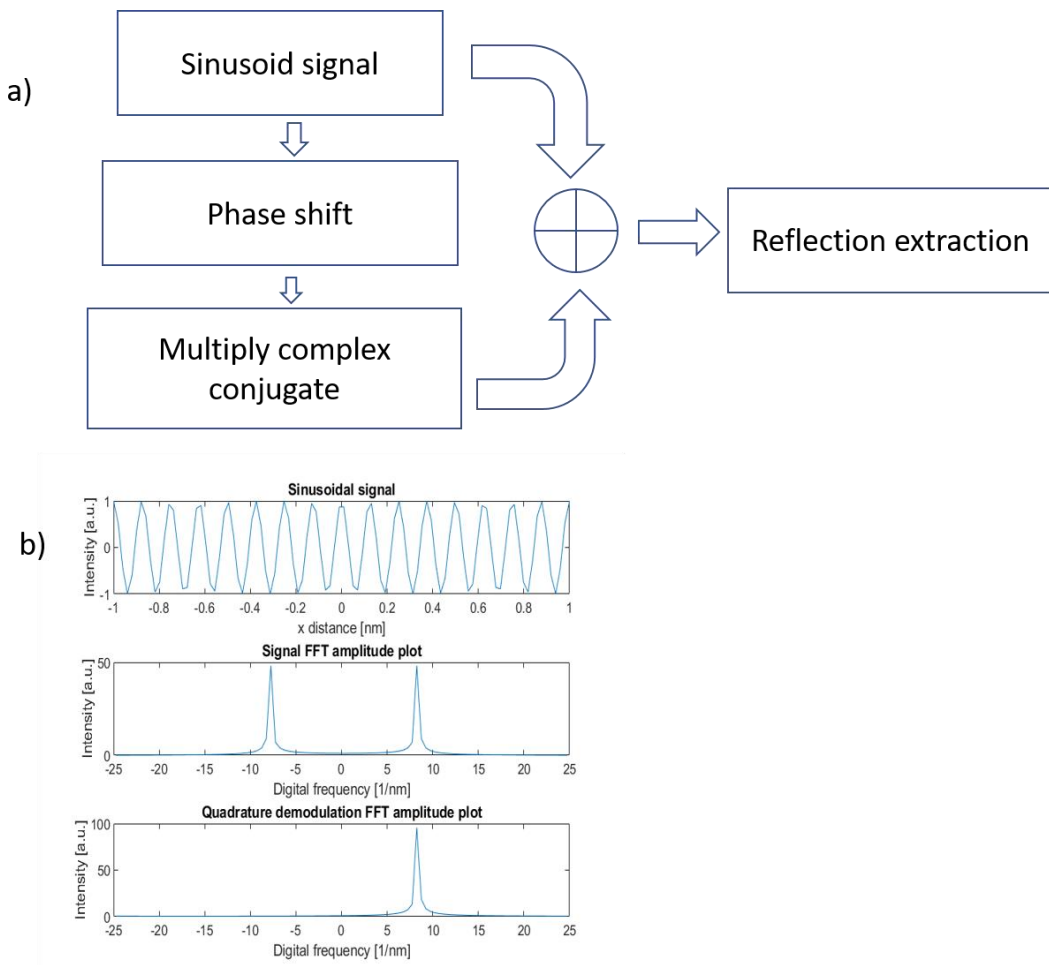 a)
Sinusoid signal
Phase shift
Multiply complex
conjugate
Reflection extraction
b)
Sinusoidal signal
Intensity [a.u.]
1
0
-1
-1 -0.8 -0.6 -0.4 -0.2 0 0.2 0.4 0.6 0.8 1
x distance [nm]
Signal FFT amplitude plot
Intensity [a.u.]
50
0
-25 -20 -15 -10 -5 0 5 10 15 20 25
Digital frequency [1/nm]
Quadrature demodulation FFT amplitude plot
Intensity [a.u.]
100
50
0
-25 -20 -15 -10 -5 0 5 10 15 20 25
Digital frequency [1/nm]